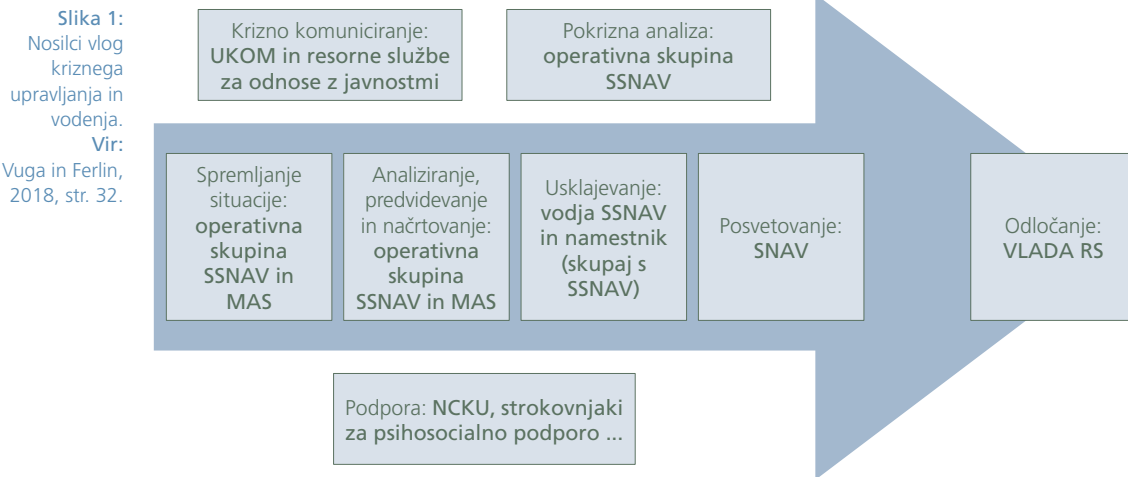 Slika 1:
Nosilci vlog
kriznega
upravljanja in
vodenja.
Vir:
Vuga in Ferlin,
2018, str. 32.
Krizno komuniciranje:
UKOM in resorne službe
za odnose z javnostmi
Pokrizna analiza:
operativna skupina
SSNAV
Spremljanje
situacije:
operativna
skupina
SSNAV in
MAS
Analiziranje,
predvidevanje
in načrtovanje:
operativna
skupina
SSNAV in MAS
Usklajevanje:
vodja SSNAV
in namestnik
(skupaj s
SSNAV)
Posvetovanje:
SNAV
Odločanje:
VLADA RS
Podpora: NCKU, strokovnjaki
za psihosocialno podporo ...